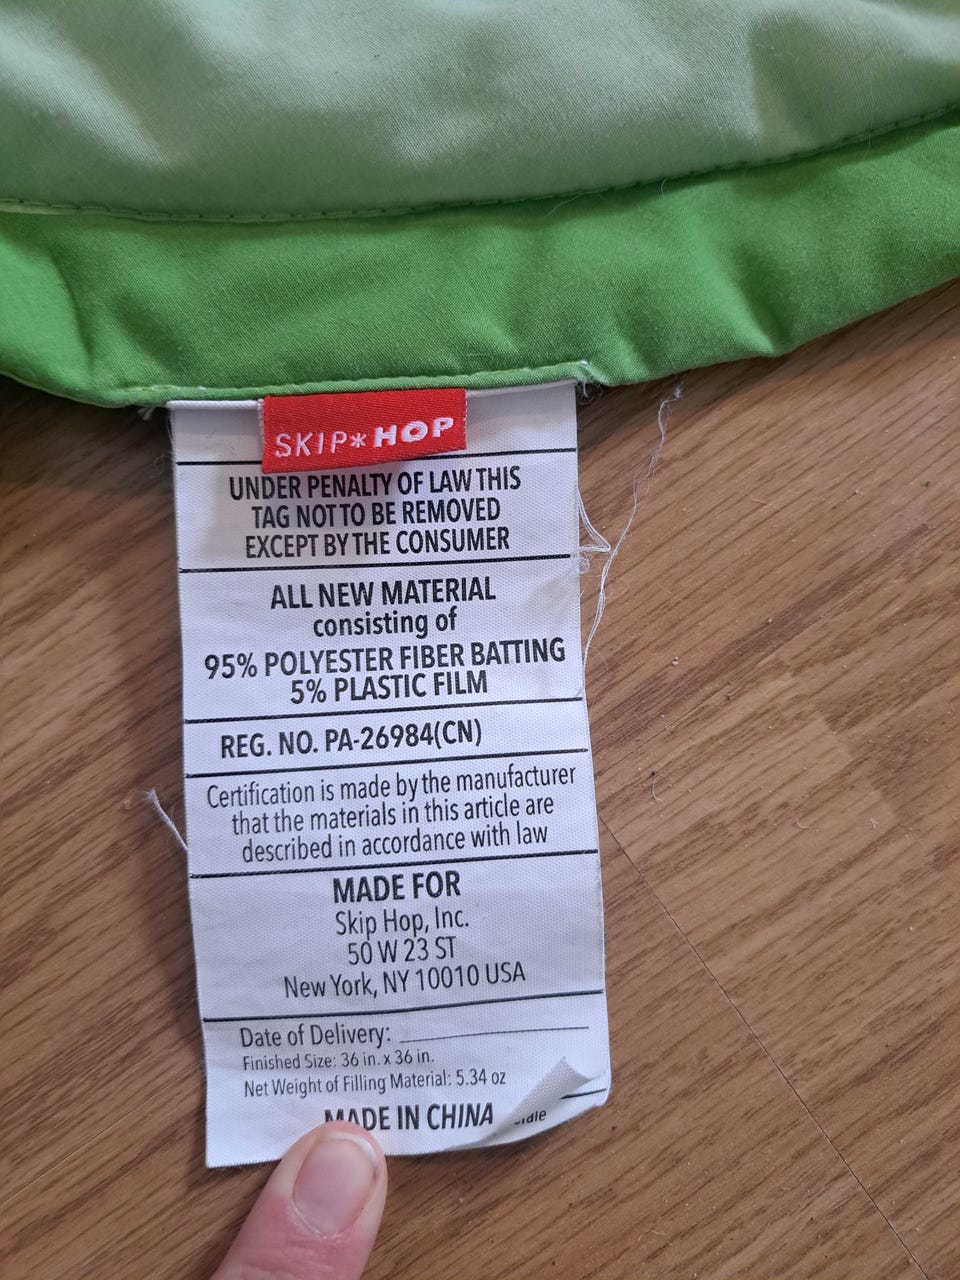 SKIP*HOP
UNDER PENALTY OF LAW THIS
TAG NOT TO BE REMOVED
EXCEPT BY THE CONSUMER
ALL NEW MATERIAL
consisting of
95% POLYESTER FIBER BATTING
5% PLASTIC FILM
REG. NO. PA-26984(CN)
Certification is made by the manufacturer
that the materials in this article are
described in accordance with law
MADE FOR
Skip Hop, Inc.
50 W 23 ST
New York, NY 10010 USA
Date of Delivery:
Finished Size: 36 in. x 36 in.
Net Weight of Filling Material: 5.34 oz
MADE IN CHINA